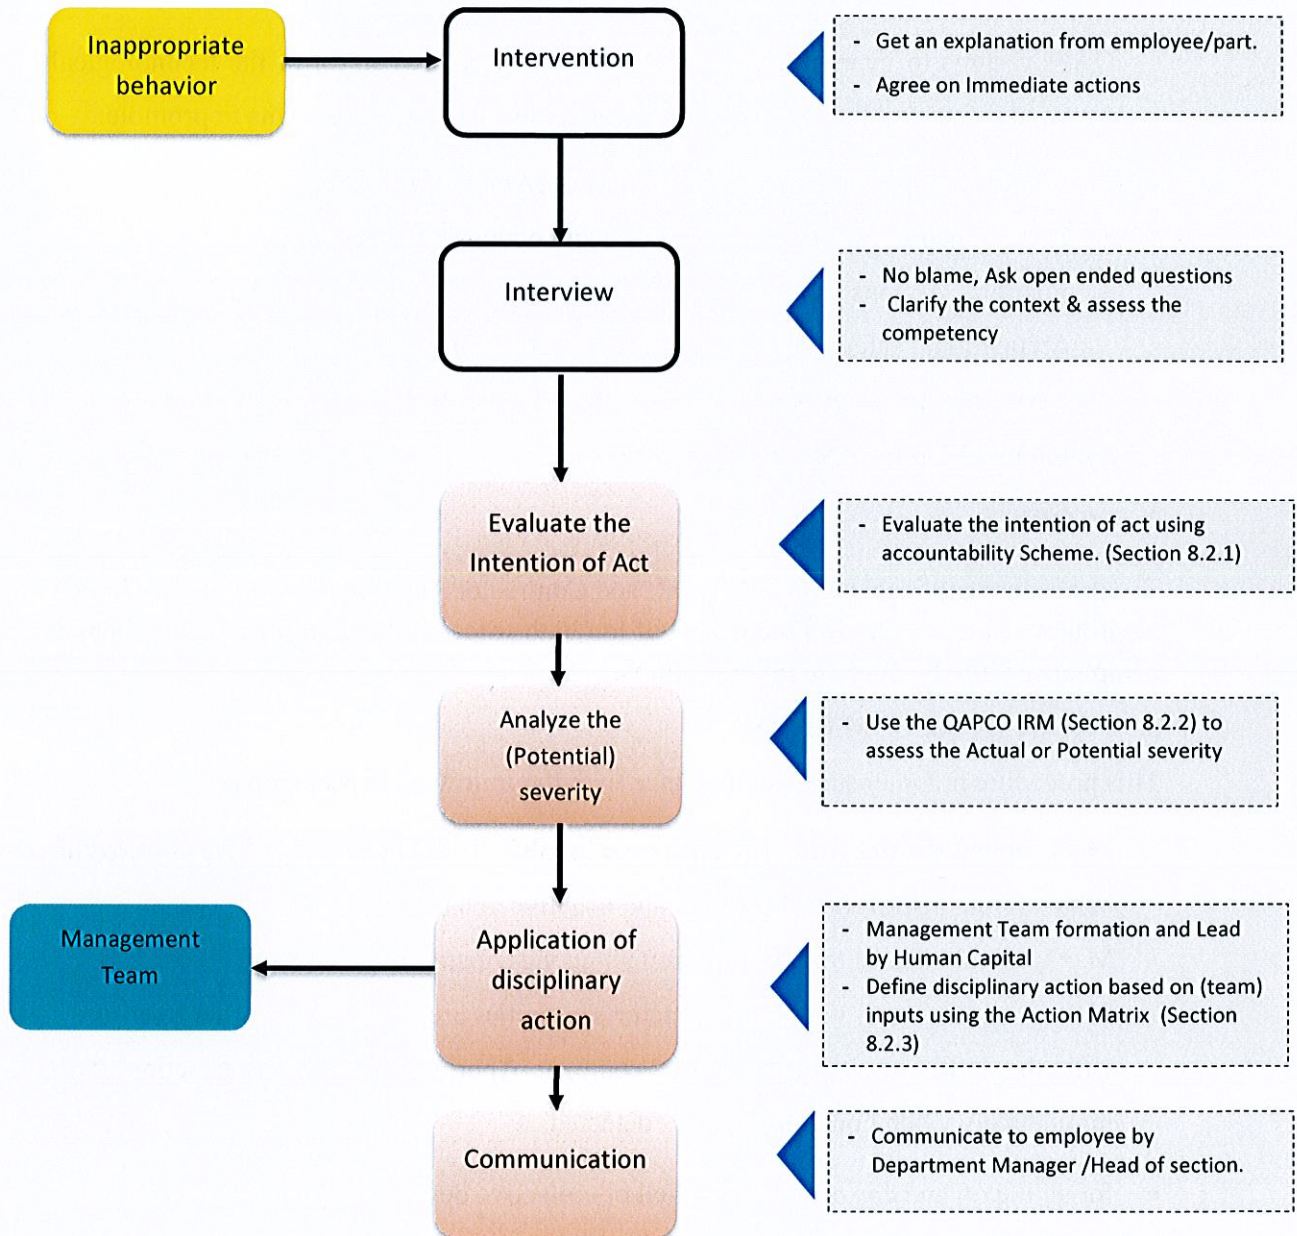 Inappropriate
behavior
Intervention
- Get an explanation from employee/part.
- Agree on Immediate actions
Interview
- No blame, Ask open ended questions
- Clarify the context & assess the
competency
Evaluate the
Intention of Act
- Evaluate the intention of act using
accountability Scheme. (Section 8.2.1)
Analyze the
(Potential)
severity
- Use the QAPCO IRM (Section 8.2.2) to
assess the Actual or Potential severity
Management
Team
Application of
disciplinary
action
- Management Team formation and Lead
by Human Capital
- Define disciplinary action based on (team)
inputs using the Action Matrix (Section
8.2.3)
Communication
- Communicate to employee by
Department Manager /Head of section.